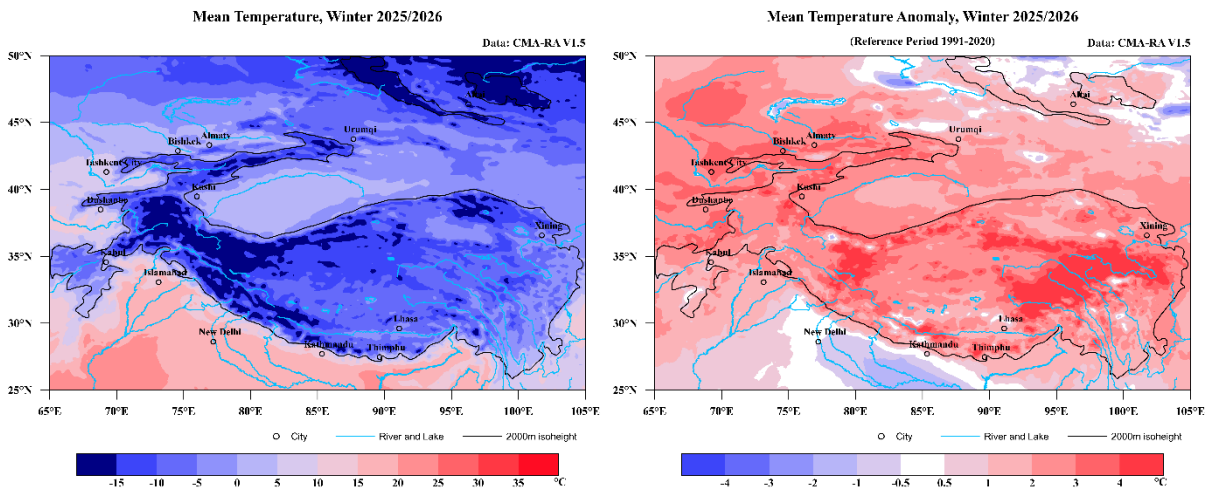 Mean Temperature, Winter 2025/2026
Data: CMA-RA V1.5
50°N
45°N
40°N
35°N
30°N
25°N
Altai
Urumqi
Almaty
Bishkek
Tashkent City
Kashi
Dushanbe
Xining
Kabul
Islamabad
Lhasa
New Delhi
Kathmandu
Thimphu
65°E 70°E 75°E 80°E 85°E 90°E 95°E 100°E 105°E
City River and Lake 2000m isoheight
-15 -10 -5 0 5 10 15 20 25 30 35 °C
Mean Temperature Anomaly, Winter 2025/2026
(Reference Period 1991-2020) Data: CMA-RA V1.5
50°N
45°N
40°N
35°N
30°N
25°N
Altai
Urumqi
Almaty
Bishkek
Tashkent City
Kashi
Dushanbe
Xining
Kabul
Islamabad
Lhasa
New Delhi
Kathmandu
Thimphu
65°E 70°E 75°E 80°E 85°E 90°E 95°E 100°E 105°E
City River and Lake 2000m isoheight
-4 -3 -2 -1 -0.5 0.5 1 2 3 4 °C